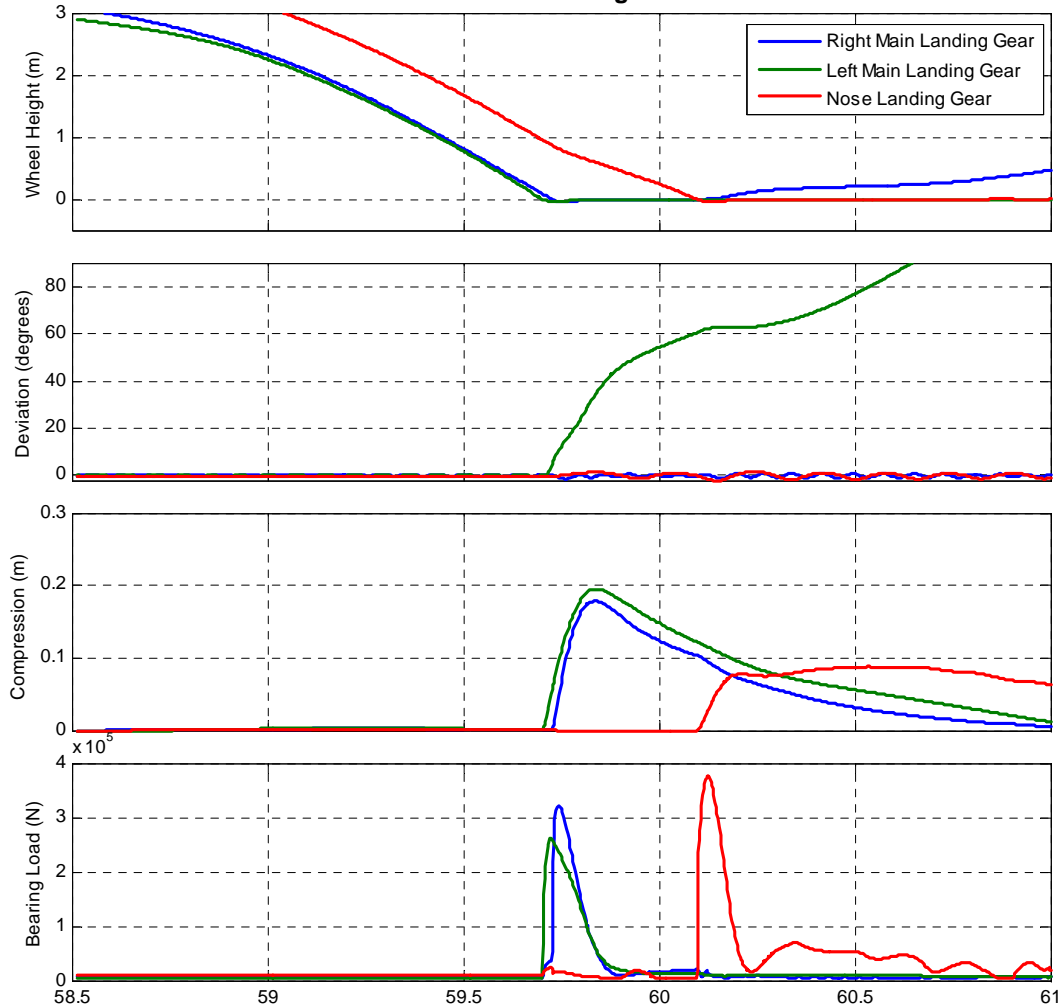 3
2
1
0
Wheel Height (m)
Right Main Landing Gear
Left Main Landing Gear
Nose Landing Gear
80
60
40
20
0
Deviation (degrees)
0.3
0.2
0.1
0
Compression (m)
x 10^5
4
3
2
1
0
Bearing Load (N)
58.5 59 59.5 60 60.5 61